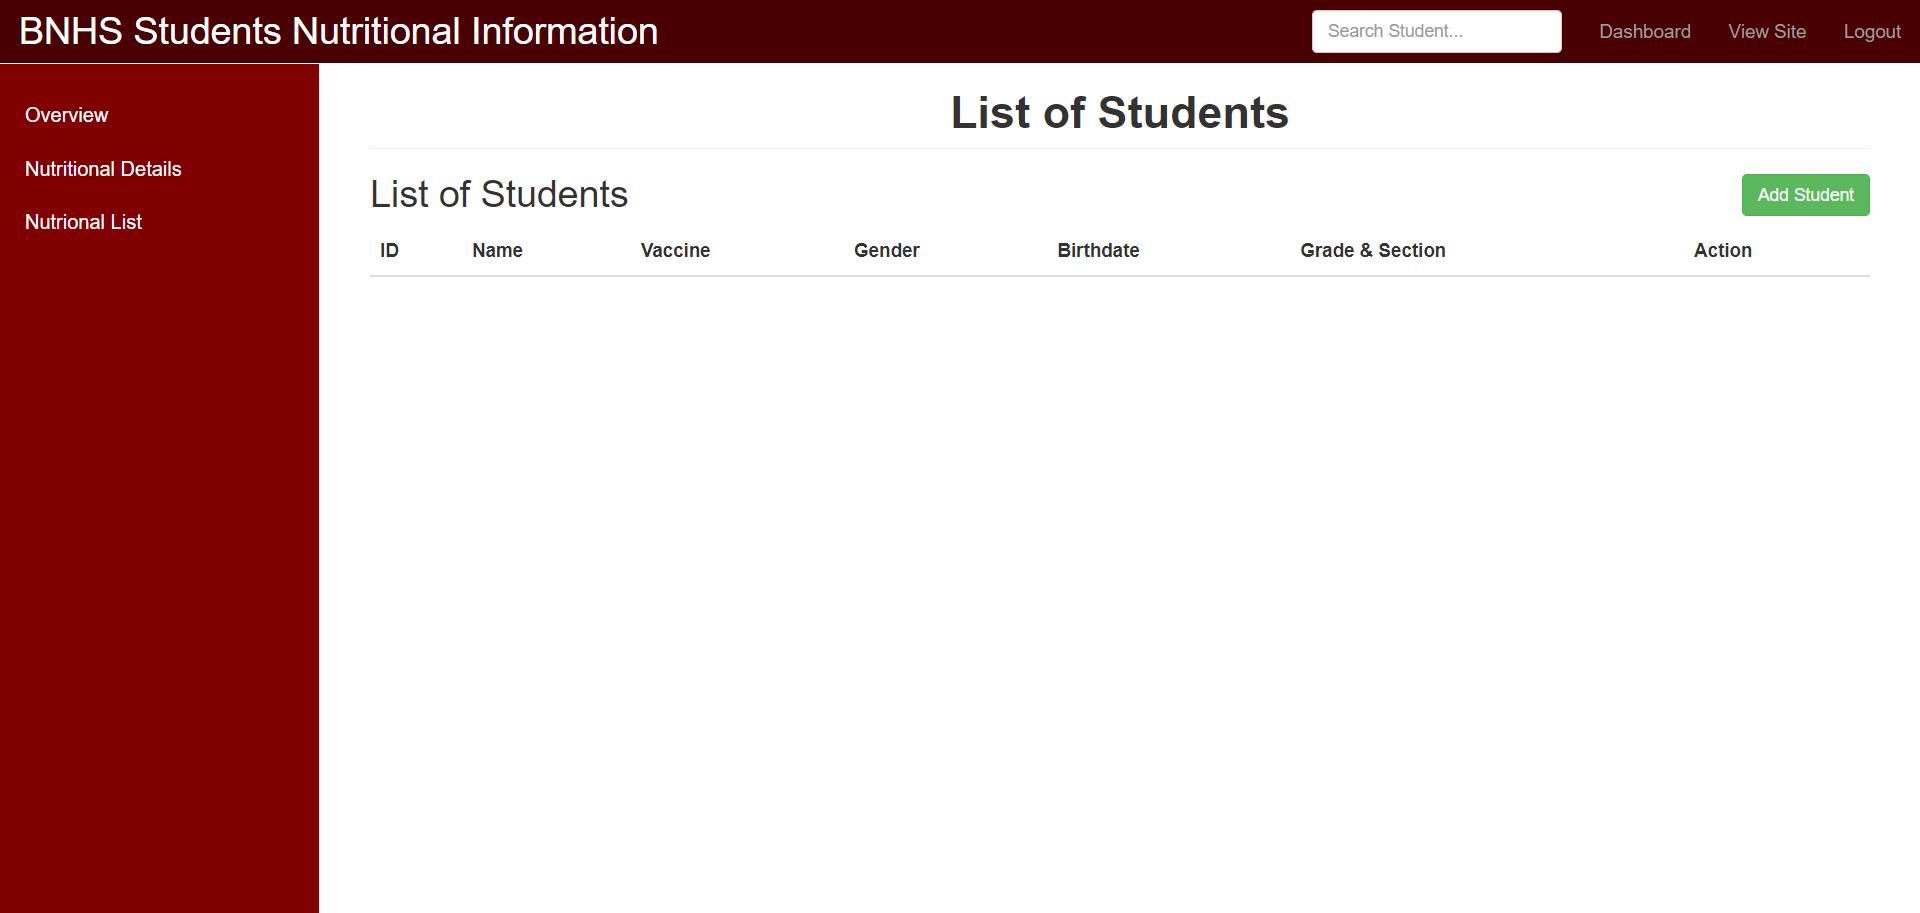 BNHS Students Nutritional Information
Search Student... Dashboard View Site Logout
Overview
Nutritional Details
Nutrional List
List of Students
List of Students
Add Student
ID Name Vaccine Gender Birthdate Grade & Section Action